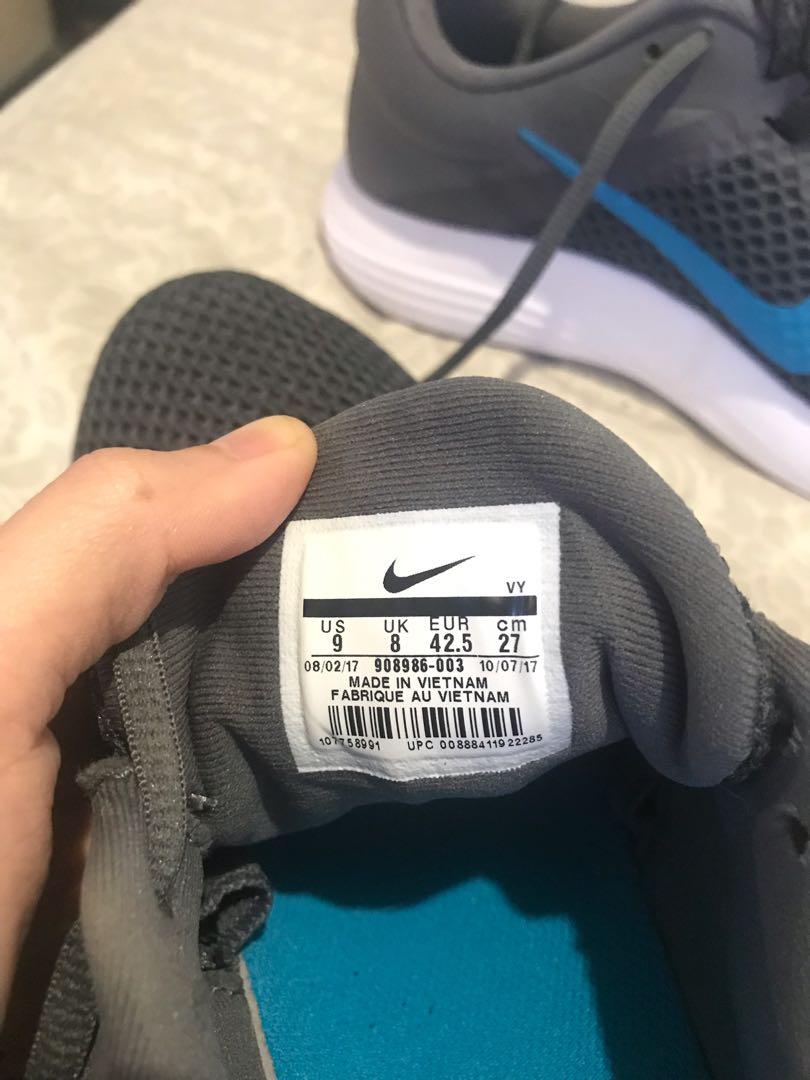 VY
US UK EUR cm
9 8 42.5 27
08/02/17 908986-003 10/07/17
MADE IN VIETNAM
FABRIQUE AU VIETNAM
107758991 UPC 00888411922285